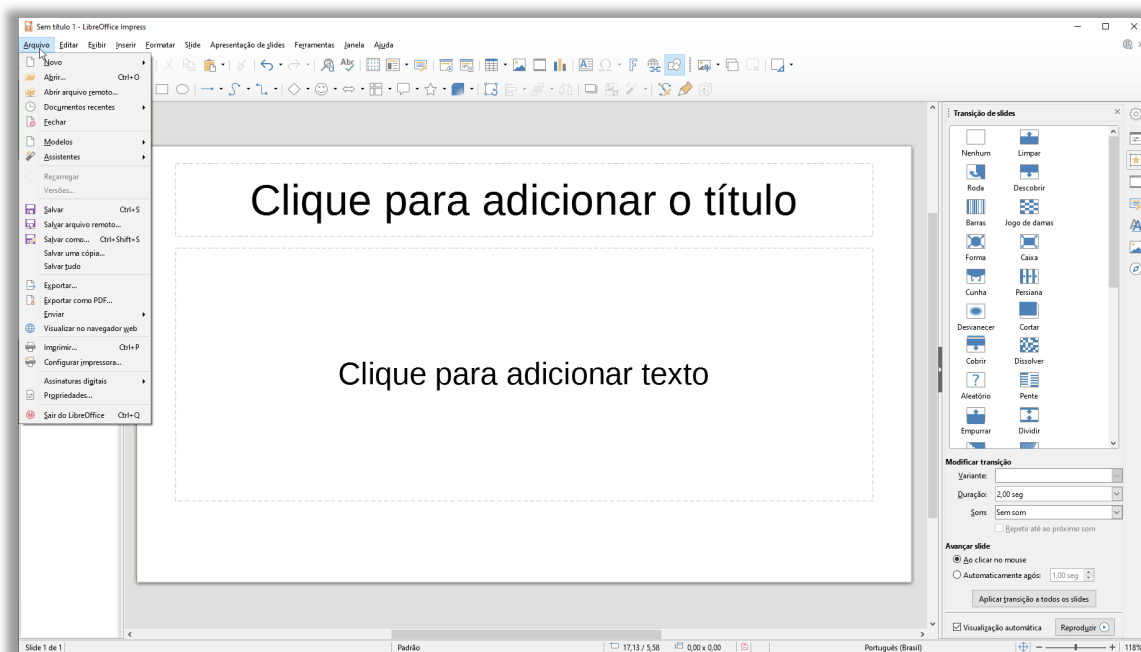 Sem título 1 - LibreOffice Impress
Arquivo Editar Exibir Inserir Formatar Slide Apresentação de slides Ferramentas Janela Ajuda
Novo
Abrir... Ctrl+O
Abrir arquivo remoto...
Documentos recentes
Fechar
Modelos
Assistentes
Recarregar
Versões...
Salvar Ctrl+S
Salvar arquivo remoto...
Salvar como... Ctrl+Shift+S
Salvar uma cópia...
Salvar tudo
Exportar...
Exportar como PDF...
Enviar
Visualizar no navegador web
Imprimir... Ctrl+P
Configurar impressora...
Assinaturas digitais
Propriedades...
Sair do LibreOffice Ctrl+Q
Clique para adicionar o título
Clique para adicionar texto
Transição de slides
Nenhum Limpar
Roda Descobrir
Barras Jogo de damas
Forma Caixa
Cunha Persiana
Desvanecer Cortar
Cobrir Dissolver
Aleatório Pente
Empurrar Dividir
Modificar transição
Variante:
Duração: 2,00 seg
Som: Sem som
Repetir até ao próximo som
Avançar slide
Ao clicar no mouse
Automaticamente após: 1,00 seg
Aplicar transição a todos os slides
Visualização automática Reproduzir
Slide 1 de 1 Padrão 17,13 / 5,58 0,00 x 0,00 Português (Brasil) 118%